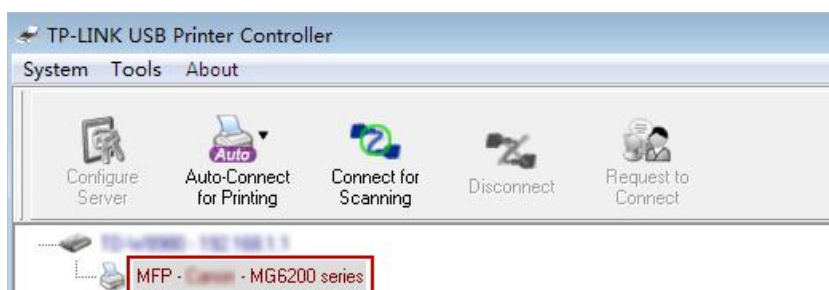 TP-LINK USB Printer Controller
System Tools About
Configure Server
Auto
Auto-Connect for Printing
Connect for Scanning
Disconnect
Request to Connect
MFP - - MG6200 series